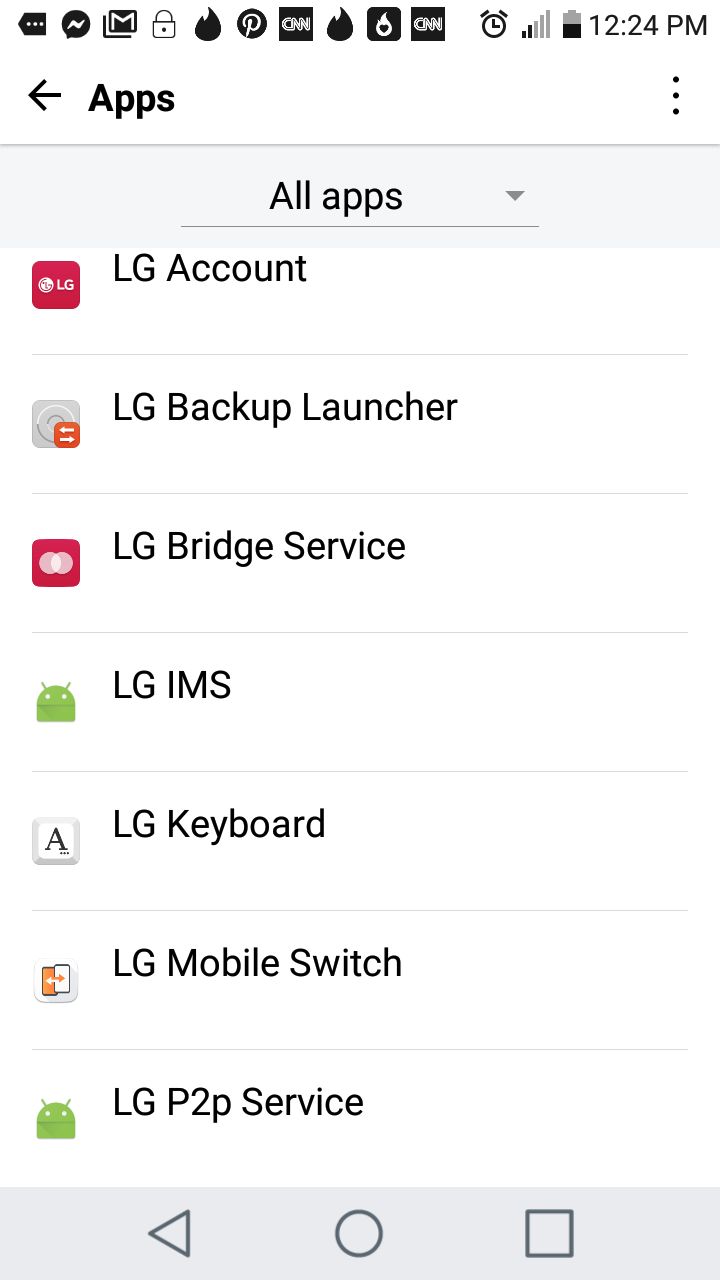 CNN CNN 12:24 PM
Apps
All apps
LG LG Account
LG Backup Launcher
LG Bridge Service
LG IMS
A LG Keyboard
LG Mobile Switch
LG P2p Service